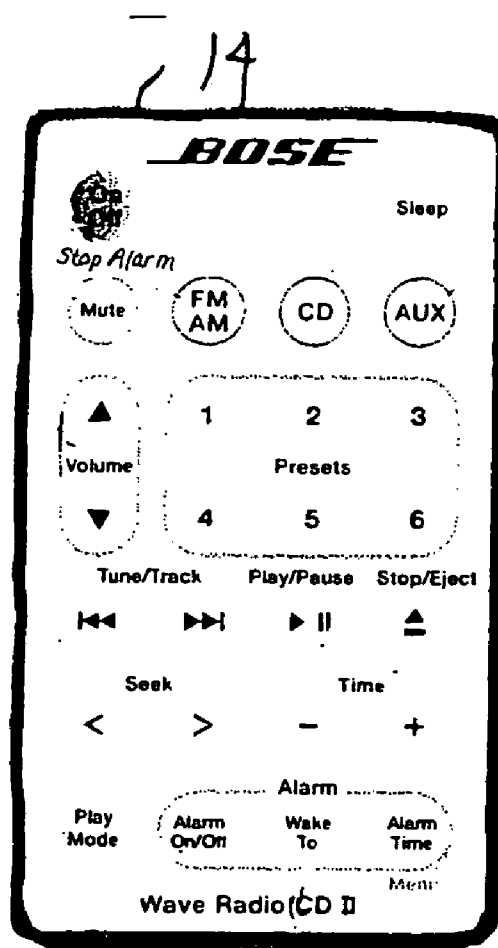 14
BOSE
On
Off
Sleep
Stop Alarm
Mute
FM
AM
CD
AUX
1 2 3
Volume
Presets
4 5 6
Tune/Track Play/Pause Stop/Eject
Seek Time
< > - +
Alarm
Play
Mode
Alarm
On/Off
Wake
To
Alarm
Time
Menu
Wave Radio/CD II